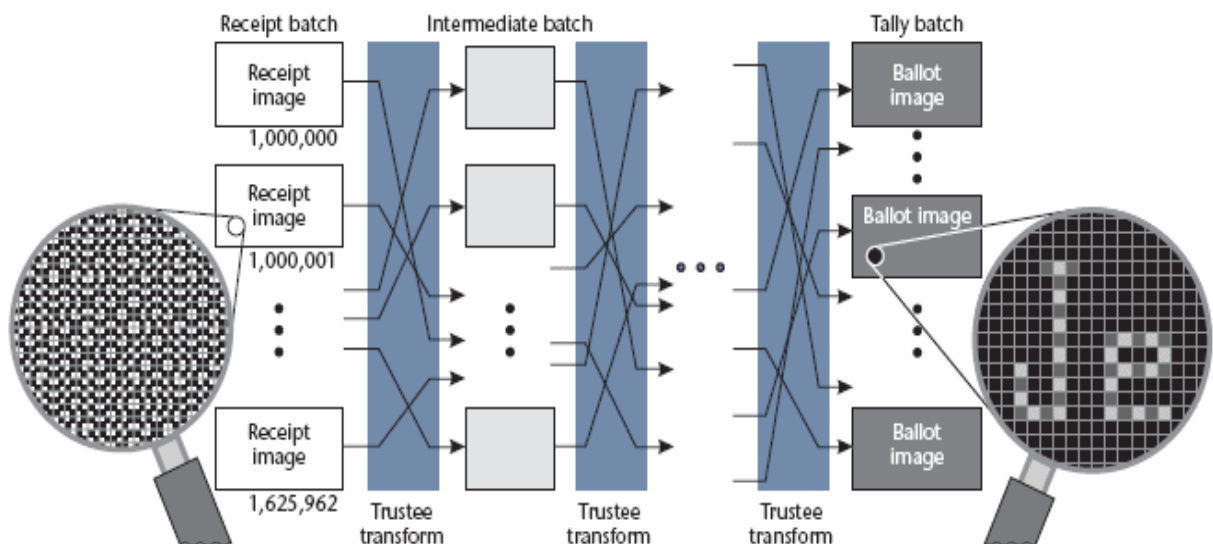 Receipt batch
Intermediate batch
Tally batch
Receipt
image
1,000,000
Receipt
image
1,000,001
Receipt
image
1,625,962
Trustee
transform
Trustee
transform
Trustee
transform
Ballot
image
Ballot image
Ballot
image
Je